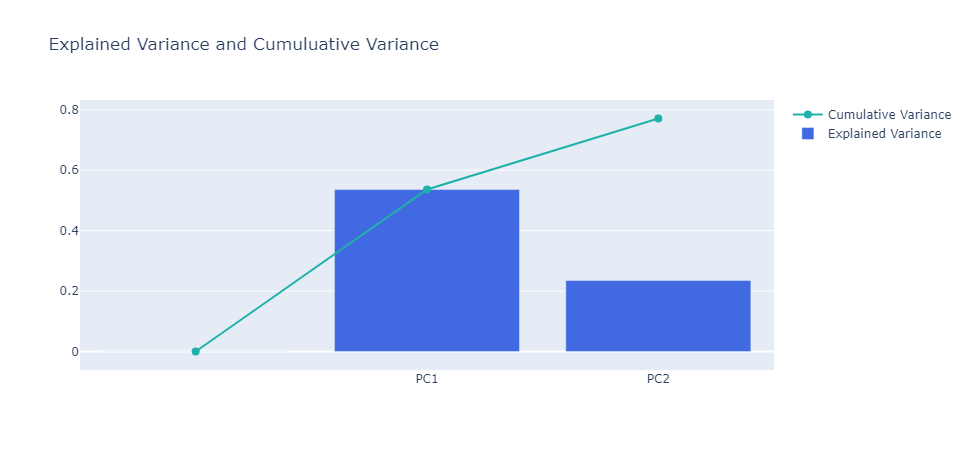 Explained Variance and Cumuluative Variance
Cumulative Variance
Explained Variance
0.8
0.6
0.4
0.2
0
PC1
PC2